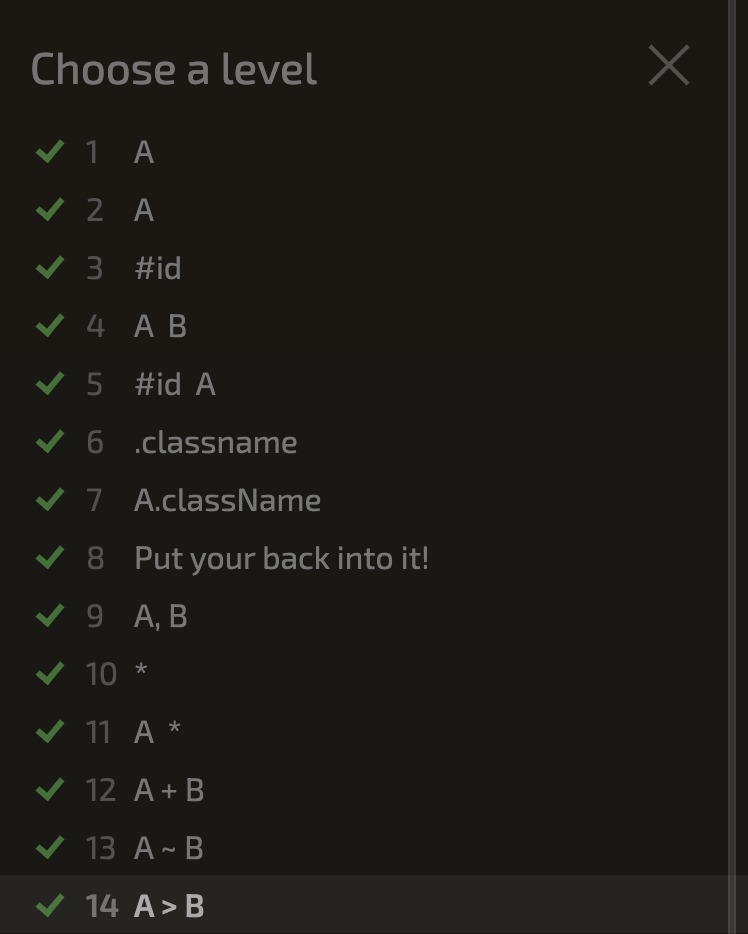 Choose a level
1 A
2 A
3 #id
4 A B
5 #id A
6 .classname
7 A.className
8 Put your back into it!
9 A, B
10 *
11 A *
12 A + B
13 A ~ B
14 A > B